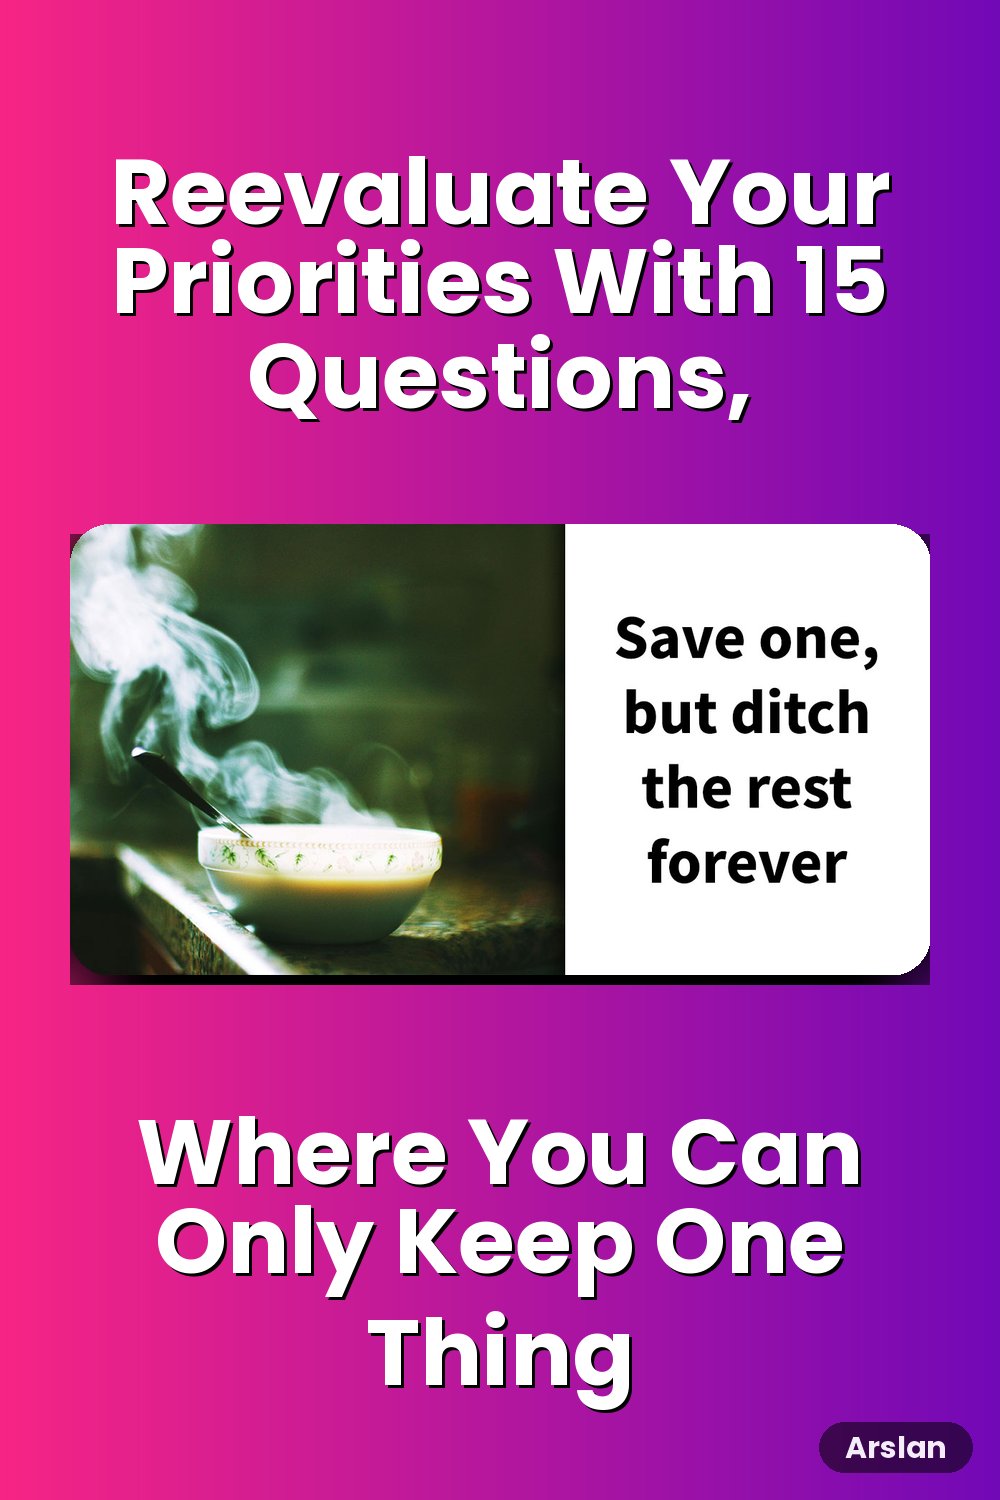 Reevaluate Your
Priorities With 15
Questions,
Save one,
but ditch
the rest
forever
Where You Can
Only Keep One
Thing
Arslan